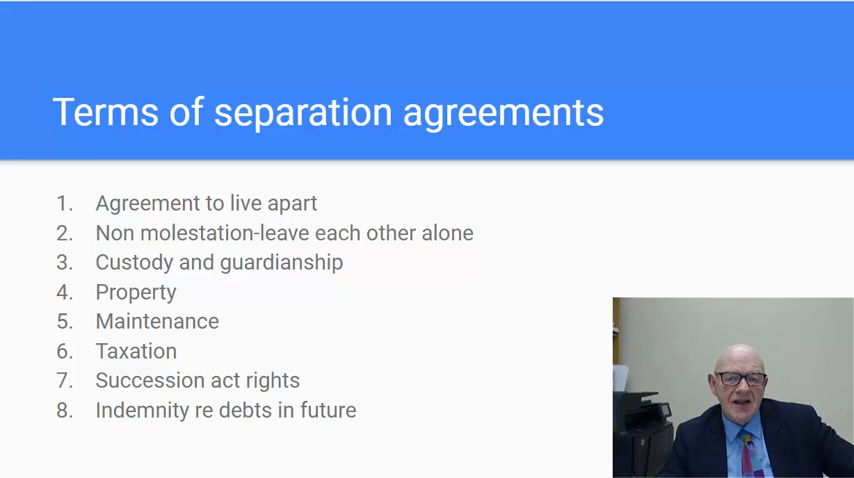 Terms of separation agreements
1. Agreement to live apart
2. Non molestation-leave each other alone
3. Custody and guardianship
4. Property
5. Maintenance
6. Taxation
7. Succession act rights
8. Indemnity re debts in future